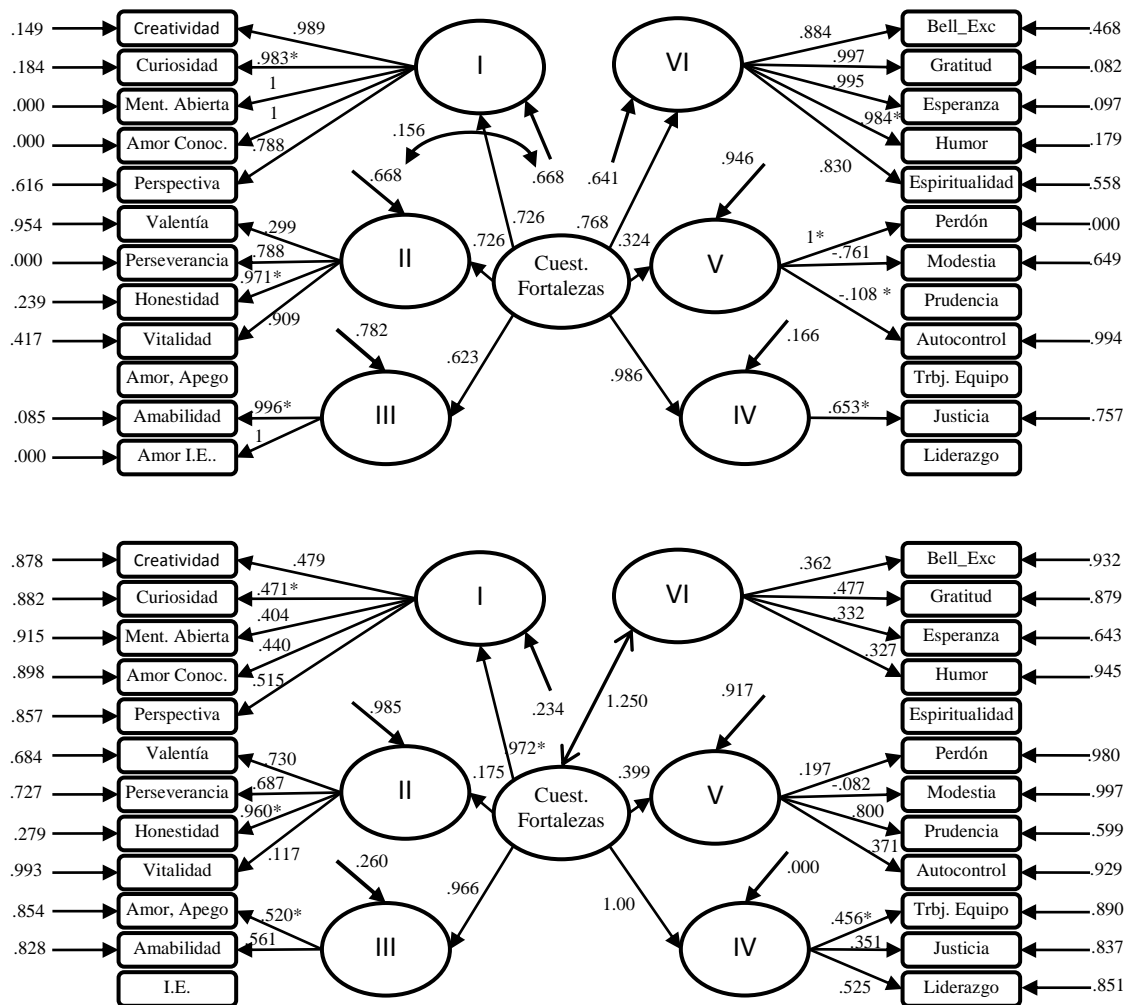 .149
Creatividad
.989
I
VI
.884
Bell_Exc
.468
.184
Curiosidad
.983*
.997
Gratitud
.082
.000
Ment. Abierta
1
.995
Esperanza
.097
.000
Amor Conoc.
1
.984*
Humor
.179
.616
Perspectiva
.788
.156
.668
.668
.641
.946
.830
Espiritualidad
.558
.954
Valentía
.299
II
.726
.726
.768
.324
V
1*
Perdón
.000
.000
Perseverancia
.788
Cuest.
Fortalezas
-.761
Modestia
.649
.239
Honestidad
.971*
-.108 *
Prudencia
.417
Vitalidad
.909
.782
.623
.986
.166
Autocontrol
.994
Amor, Apego
Trbj. Equipo
.085
Amabilidad
.996*
III
IV
.653*
Justicia
.757
.000
Amor I.E..
1
Liderazgo
.878
Creatividad
.479
I
VI
.362
Bell_Exc
.932
.882
Curiosidad
.471*
.477
Gratitud
.879
.915
Ment. Abierta
.404
.332
Esperanza
.643
.898
Amor Conoc.
.440
.327
Humor
.945
.857
Perspectiva
.515
.985
.234
1.250
.917
Espiritualidad
.684
Valentía
.730
II
.175
.972*
.399
V
.197
Perdón
.980
.727
Perseverancia
.687
Cuest.
Fortalezas
-.082
Modestia
.997
.279
Honestidad
.960*
.800
Prudencia
.599
.993
Vitalidad
.117
.260
.966
1.00
.000
.371
Autocontrol
.929
.854
Amor, Apego
.520*
III
IV
.456*
Trbj. Equipo
.890
.828
Amabilidad
.561
.351
Justicia
.837
I.E.
.525
Liderazgo
.851